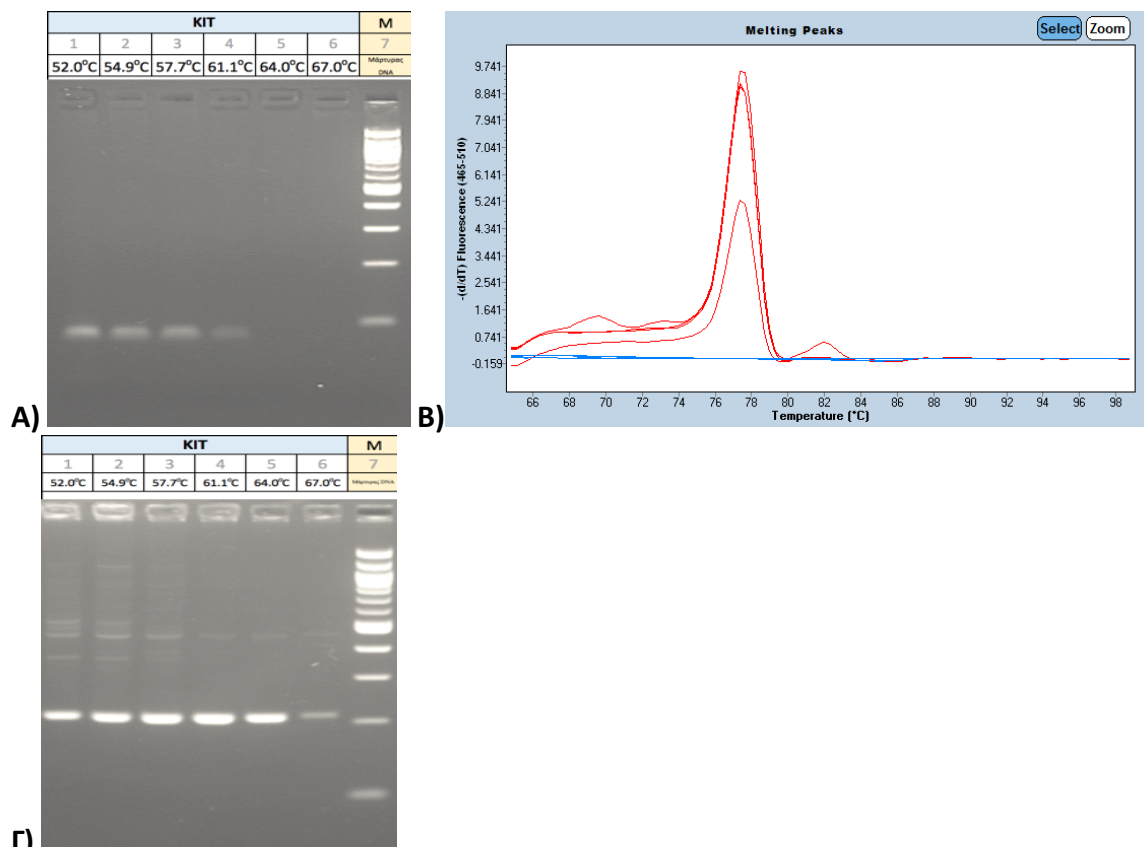 KIT M
1 2 3 4 5 6 7
52.0°C 54.9°C 57.7°C 61.1°C 64.0°C 67.0°C Μάρτυρας
DNA
A)
Melting Peaks
Select Zoom
9.741
8.841
7.941
7.041
6.141
5.241
4.341
3.441
2.541
1.641
0.741
-0.159
-(d/dT) Fluorescence (465-510)
66 68 70 72 74 76 78 80 82 84 86 88 90 92 94 96 98
Temperature (°C)
B)
KIT M
1 2 3 4 5 6 7
52.0°C 54.9°C 57.7°C 61.1°C 64.0°C 67.0°C Μάρτυρας DNA
Γ)